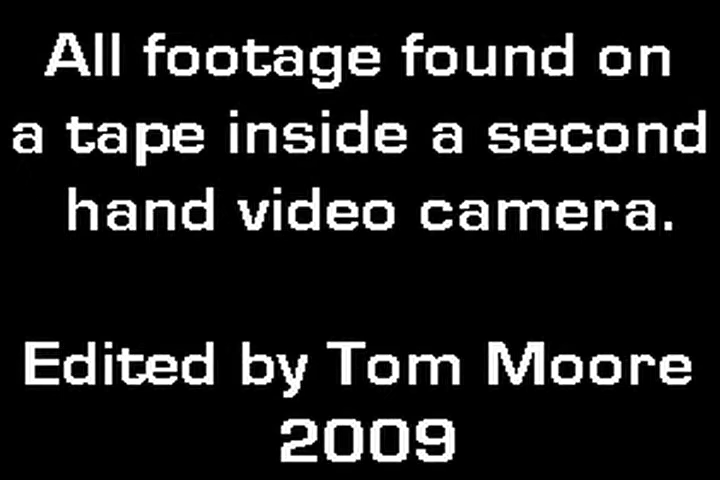 All footage found on
a tape inside a second
hand video camera.
Edited by Tom Moore
2009